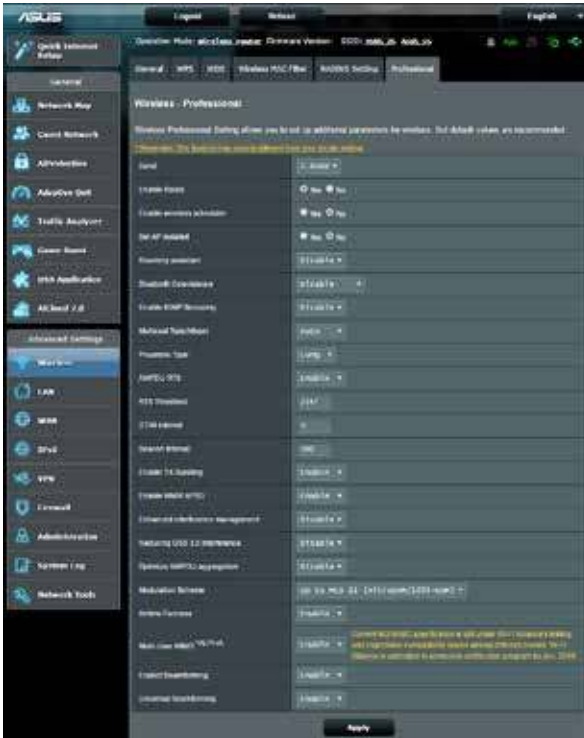 ASUS
Logout
Reboot
English
Quick Internet
Setup
Operation Mode: Wireless router Firmware Version: SSID:
General
WPS
WDS
Wireless MAC Filter
RADIUS Setting
Professional
General
Network Map
Guest Network
AiProtection
Adaptive QoS
Traffic Analyzer
Game Boost
USB Application
AiCloud 2.0
Advanced Settings
Wireless
LAN
WAN
IPv6
VPN
Firewall
Administration
System Log
Network Tools
Wireless - Professional
Wireless Professional Setting allows you to set up additional parameters for wireless. But default values are recommended.
Band
Enable Radio
Yes No
Enable wireless scheduler
Yes No
Set AP isolated
Yes No
Roaming assistant
Disable
Bluetooth Coexistence
Disable
Enable IGMP Snooping
Disable
Multicast Rate(Mbps)
Auto
Preamble Type
Long
AMPDU RTS
Enable
RTS Threshold
2347
DTIM Interval
Beacon Interval
100
Enable TX Bursting
Enable
Enable WMM APSD
Enable
Enhanced interference management
Disable
Reducing USB 3.0 interference
Disable
Optimize AMPDU aggregation
Disable
Modulation Scheme
Airtime Fairness
Enable
Multi-User MIMO
Enable
Explicit Beamforming
Enable
Universal Beamforming
Enable
Apply